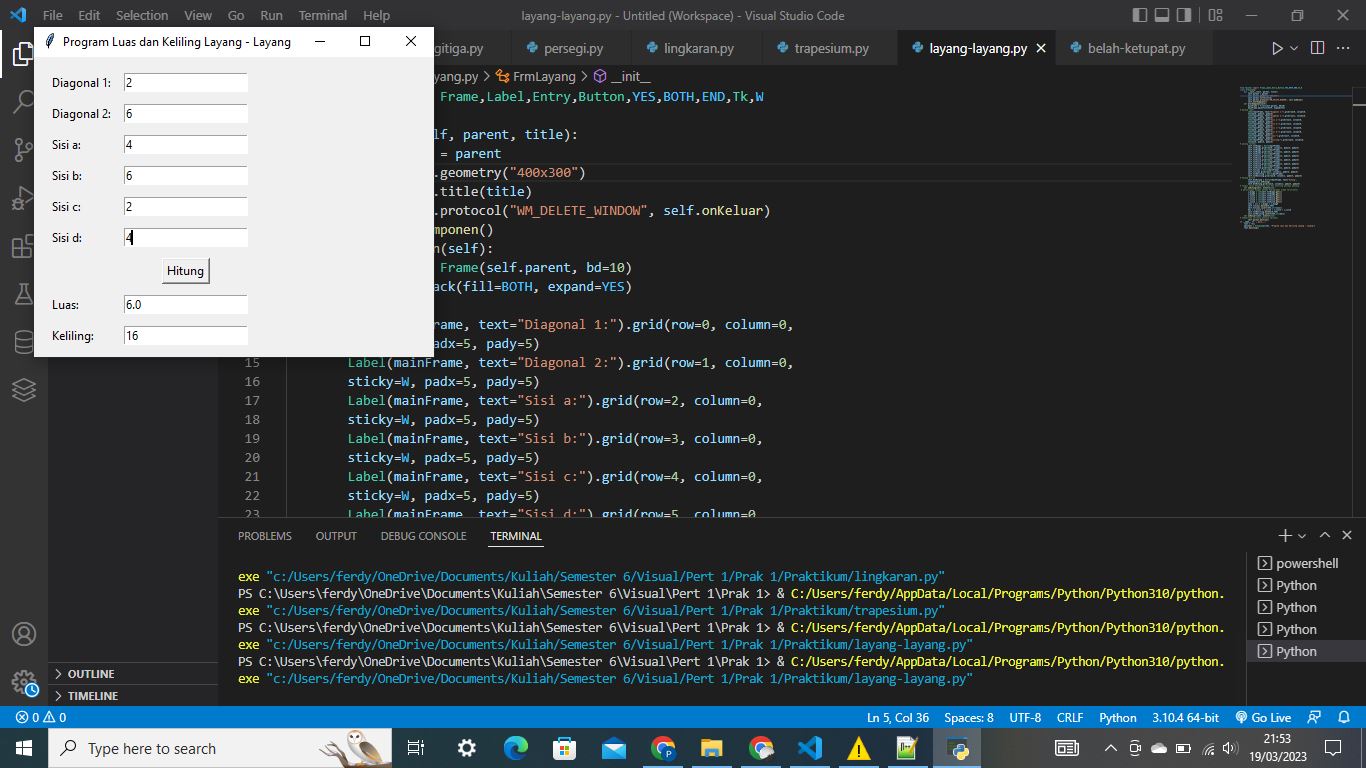 File Edit Selection View Go Run Terminal Help
layang-layang.py - Untitled (Workspace) - Visual Studio Code
Program Luas dan Keliling Layang - Layang
Diagonal 1: 2
Diagonal 2: 6
Sisi a: 4
Sisi b: 6
Sisi c: 2
Sisi d: 4
Hitung
Luas: 6.0
Keliling: 16
gitiga.py persegi.py lingkaran.py trapesium.py layang-layang.py belah-ketupat.py
yang.py > FrmLayang > __init__
Frame,Label,Entry,Button,YES,BOTH,END,Tk,W
lf, parent, title):
= parent
.geometry("400x300")
.title(title)
.protocol("WM_DELETE_WINDOW", self.onKeluar)
mponen()
n(self):
Frame(self.parent, bd=10)
ack(fill=BOTH, expand=YES)
Frame, text="Diagonal 1:").grid(row=0, column=0,
padx=5, pady=5)
15 Label(mainFrame, text="Diagonal 2:").grid(row=1, column=0,
16 sticky=W, padx=5, pady=5)
17 Label(mainFrame, text="Sisi a:").grid(row=2, column=0,
18 sticky=W, padx=5, pady=5)
19 Label(mainFrame, text="Sisi b:").grid(row=3, column=0,
20 sticky=W, padx=5, pady=5)
21 Label(mainFrame, text="Sisi c:").grid(row=4, column=0,
22 sticky=W, padx=5, pady=5)
23 Label(mainFrame, text="Sisi d:").grid(row=5, column=0
PROBLEMS OUTPUT DEBUG CONSOLE TERMINAL
exe "c:/Users/ferdy/OneDrive/Documents/Kuliah/Semester 6/Visual/Pert 1/Prak 1/Praktikum/lingkaran.py"
PS C:\Users\ferdy\OneDrive\Documents\Kuliah\Semester 6\Visual\Pert 1\Prak 1> & C:/Users/ferdy/AppData/Local/Programs/Python/Python310/python.
exe "c:/Users/ferdy/OneDrive/Documents/Kuliah/Semester 6/Visual/Pert 1/Prak 1/Praktikum/trapesium.py"
PS C:\Users\ferdy\OneDrive\Documents\Kuliah\Semester 6\Visual\Pert 1\Prak 1> & C:/Users/ferdy/AppData/Local/Programs/Python/Python310/python.
exe "c:/Users/ferdy/OneDrive/Documents/Kuliah/Semester 6/Visual/Pert 1/Prak 1/Praktikum/layang-layang.py"
PS C:\Users\ferdy\OneDrive\Documents\Kuliah\Semester 6\Visual\Pert 1\Prak 1> & C:/Users/ferdy/AppData/Local/Programs/Python/Python310/python.
exe "c:/Users/ferdy/OneDrive/Documents/Kuliah/Semester 6/Visual/Pert 1/Prak 1/Praktikum/layang-layang.py"
powershell
Python
Python
Python
Python
OUTLINE
TIMELINE
0 0
Ln 5, Col 36 Spaces: 8 UTF-8 CRLF Python 3.10.4 64-bit Go Live
Type here to search
21:53
19/03/2023